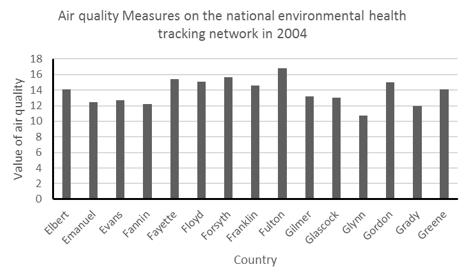 Air quality Measures on the national environmental health
tracking network in 2004
Value of air quality
18
16
14
12
10
8
6
4
2
0
Elbert
Emanuel
Evans
Fannin
Fayette
Floyd
Forsyth
Franklin
Fulton
Gilmer
Glascock
Glynn
Gordon
Grady
Greene
Country